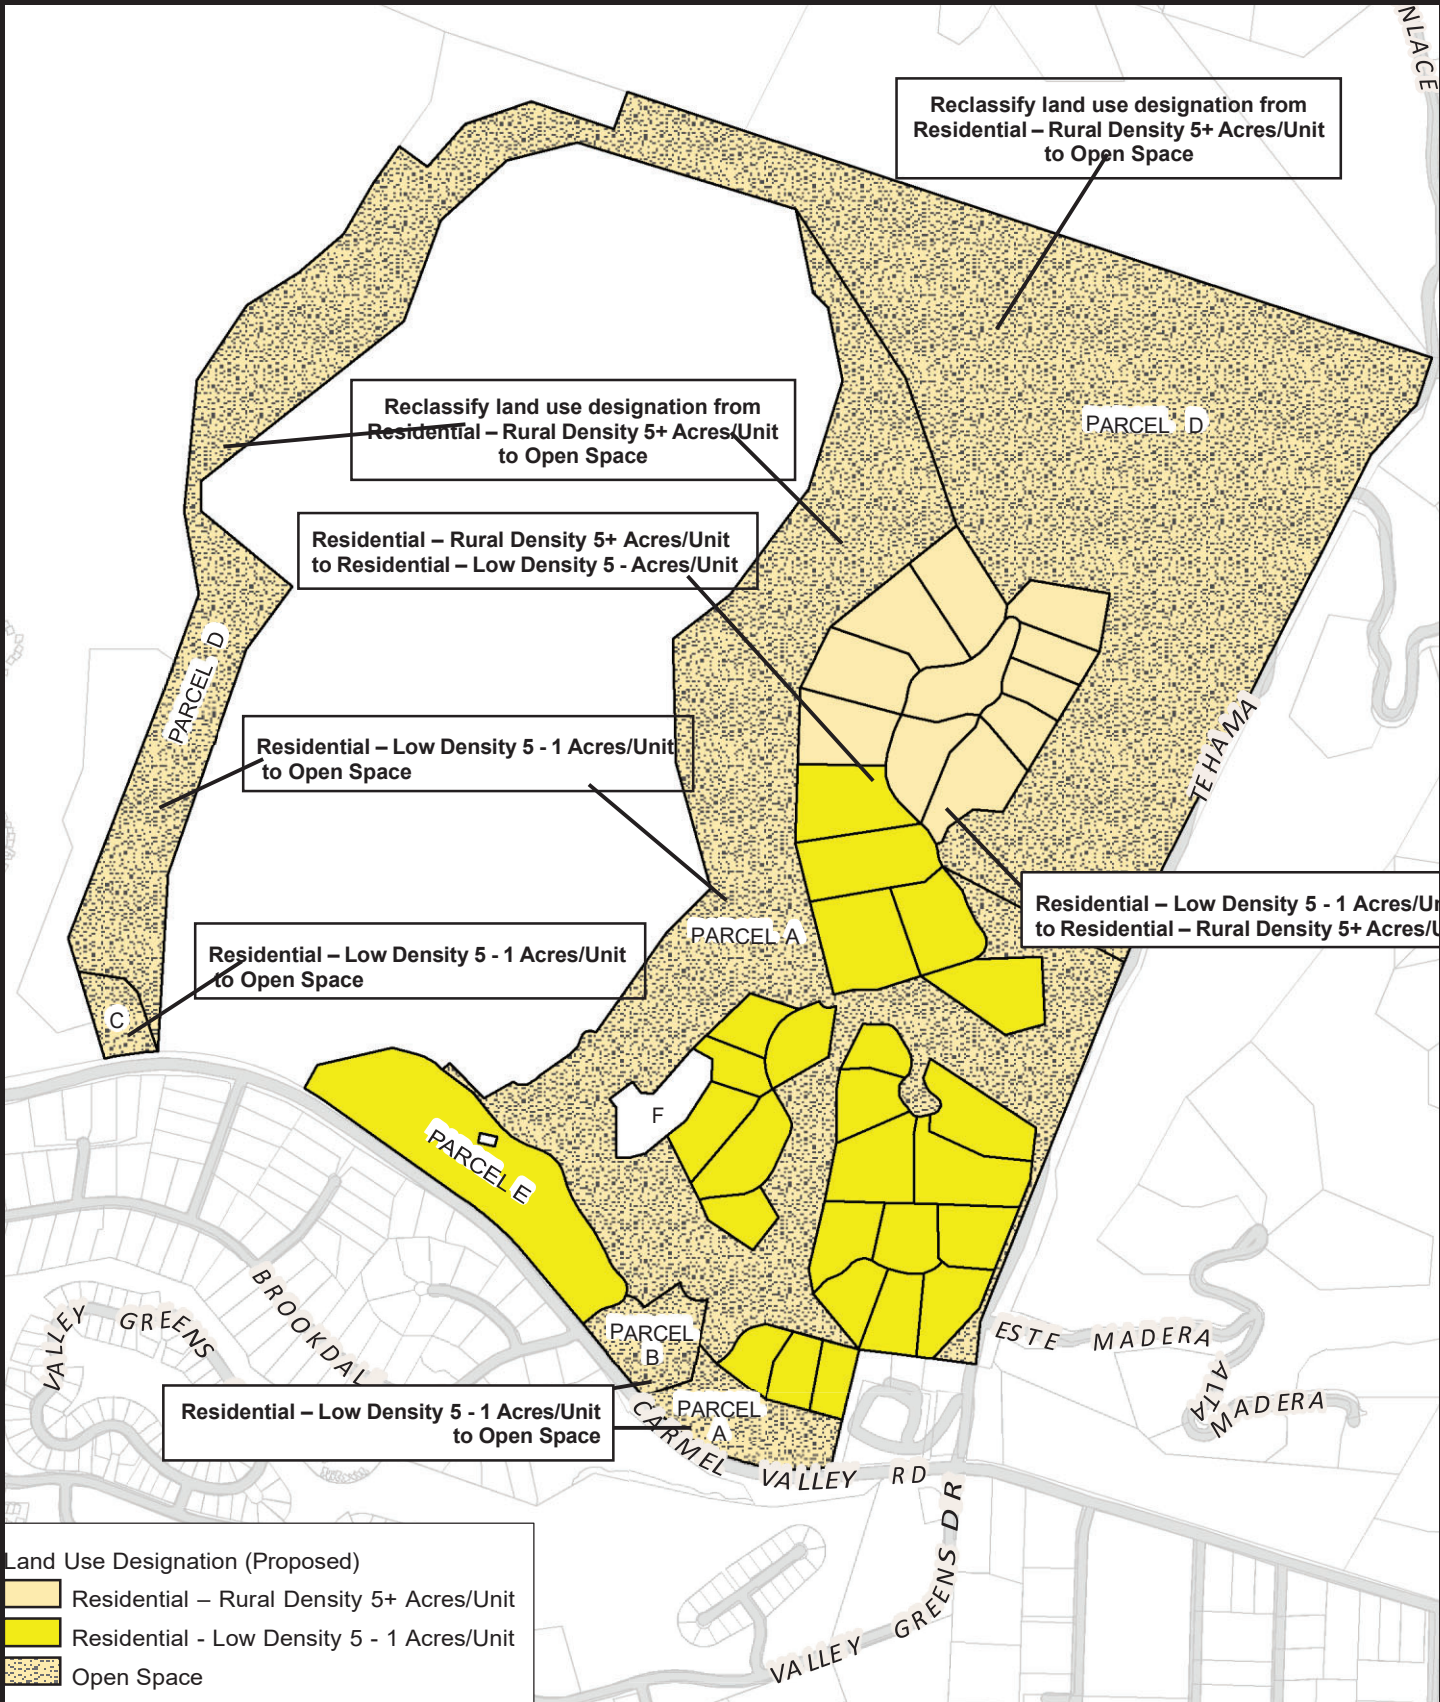 NLACE
Reclassify land use designation from
Residential – Rural Density 5+ Acres/Unit
to Open Space
Reclassify land use designation from
Residential – Rural Density 5+ Acres/Unit
to Open Space
PARCEL D
Residential – Rural Density 5+ Acres/Unit
to Residential – Low Density 5 - Acres/Unit
PARCEL D
TEHAMA
Residential – Low Density 5 - 1 Acres/Unit
to Open Space
Residential – Low Density 5 - 1 Acres/Un
to Residential – Rural Density 5+ Acres/U
PARCEL A
Residential – Low Density 5 - 1 Acres/Unit
to Open Space
C
F
PARCEL E
BROOKDAL
VALLEY GREENS
PARCEL
B
ESTE MADERA
ALTA
MADERA
Residential – Low Density 5 - 1 Acres/Unit
to Open Space
PARCEL
A
CARMEL VALLEY RD
VALLEY GREENS DR
Land Use Designation (Proposed)
Residential – Rural Density 5+ Acres/Unit
Residential - Low Density 5 - 1 Acres/Unit
Open Space